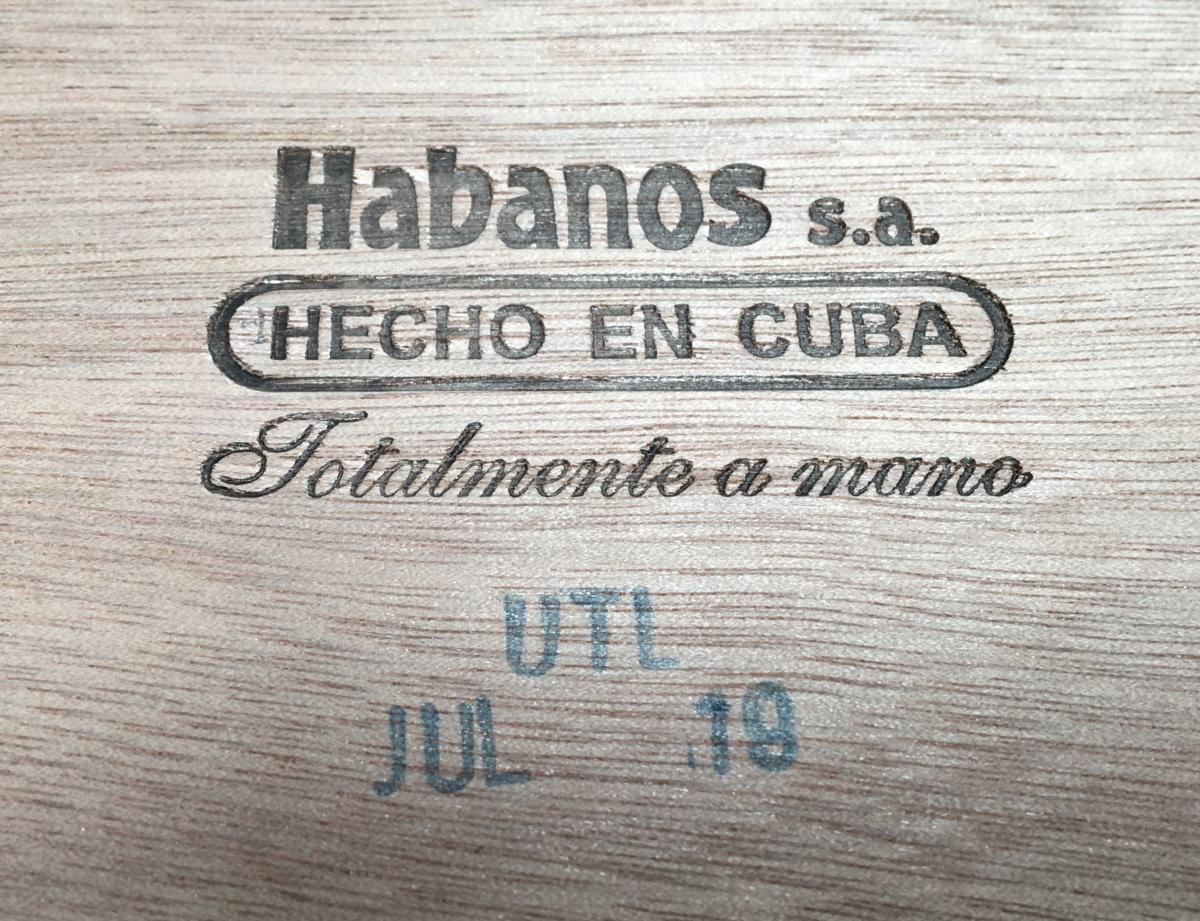 Habanos s.a.
HECHO EN CUBA
Totalmente a mano
UTL
JUL 19